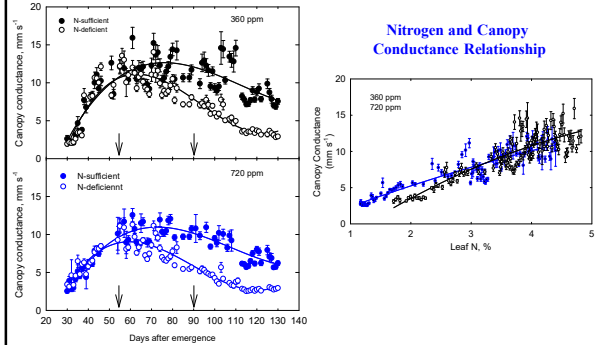 20
360 ppm
N-sufficient
N-deficient
15
10
5
0
Canopy conductance, mm s-1
720 ppm
N-sufficient
N-deficiennt
15
10
5
0
Canopy conductance, mm s-1
20 30 40 50 60 70 80 90 100 110 120 130 140
Days after emergence
Nitrogen and Canopy
Conductance Relationship
360 ppm
720 ppm
20
15
10
5
0
Canopy Conductance
(mm s-1)
1 2 3 4 5
Leaf N, %